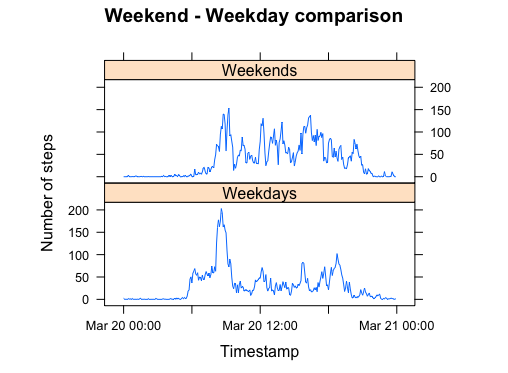 Weekend - Weekday comparison
Weekends
200
150
100
50
0
Weekdays
200
150
100
50
0
Number of steps
Mar 20 00:00 Mar 20 12:00 Mar 21 00:00
Timestamp